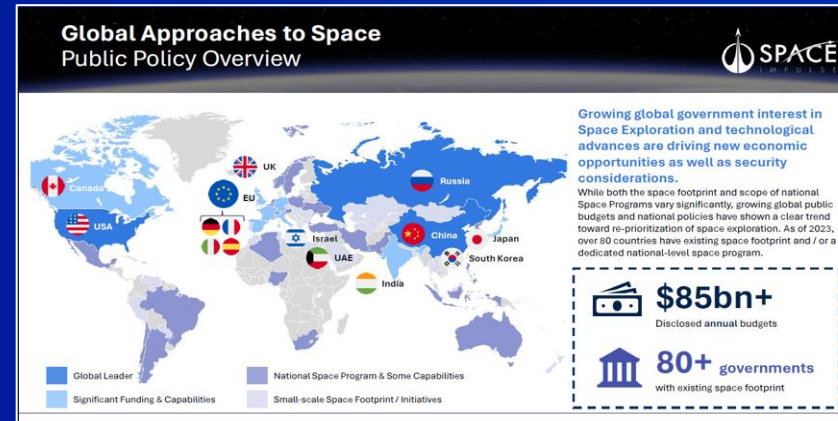 Global Approaches to Space
Public Policy Overview
SPACE
IMPULSE
Growing global government interest in
Space Exploration and technological
advances are driving new economic
opportunities as well as security
considerations.
While both the space footprint and scope of national
Space Programs vary significantly, growing global public
budgets and national policies have shown a clear trend
toward re-prioritization of space exploration. As of 2023,
over 80 countries have existing space footprint and / or a
dedicated national-level space program.
UK
Canada
EU
Russia
USA
Israel
China
Japan
UAE
South Korea
India
$85bn+
Disclosed annual budgets
80+ governments
with existing space footprint
Global Leader
National Space Program & Some Capabilities
Significant Funding & Capabilities
Small-scale Space Footprint / Initiatives